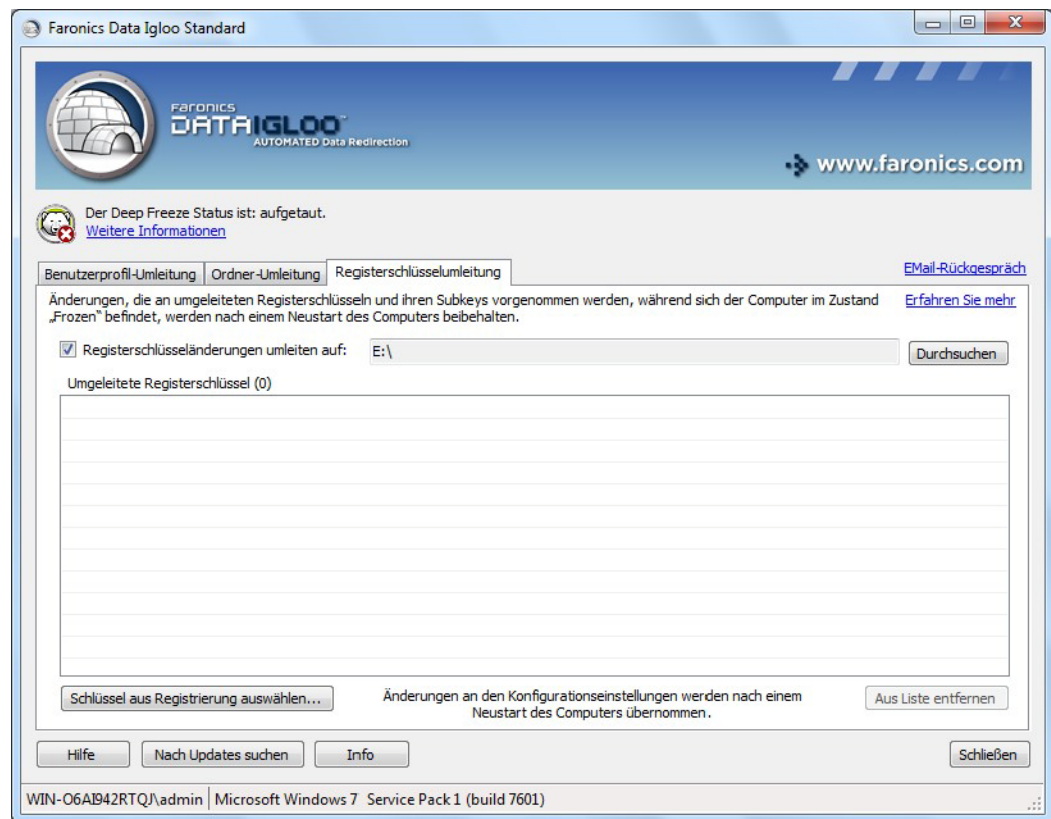 Faronics Data Igloo Standard
Faronics
DATAIGLOO™
AUTOMATED Data Redirection
www.faronics.com
Der Deep Freeze Status ist: aufgetaut.
Weitere Informationen
Benutzerprofil-Umleitung Ordner-Umleitung Registerschlüsselumleitung
EMail-Rückgespräch
Änderungen, die an umgeleiteten Registerschlüsseln und ihren Subkeys vorgenommen werden, während sich der Computer im Zustand
„Frozen“ befindet, werden nach einem Neustart des Computers beibehalten.
Erfahren Sie mehr
Registerschlüsseländerungen umleiten auf: E:\ Durchsuchen
Umgeleitete Registerschlüssel (0)
Schlüssel aus Registrierung auswählen...
Änderungen an den Konfigurationseinstellungen werden nach einem
Neustart des Computers übernommen.
Aus Liste entfernen
Hilfe Nach Updates suchen Info Schließen
WIN-O6AI942RTQJ\admin Microsoft Windows 7 Service Pack 1 (build 7601)